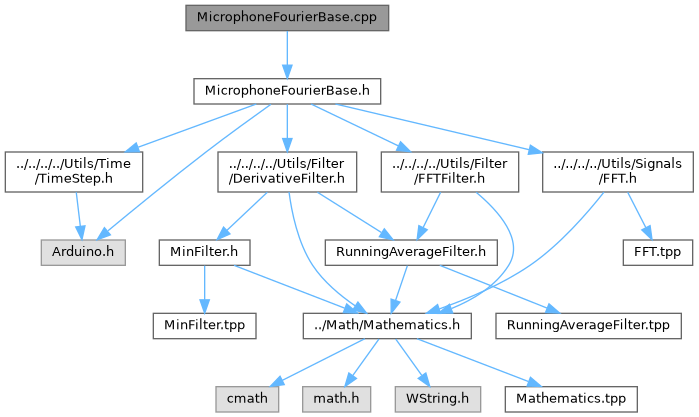 MicrophoneFourierBase.cpp
MicrophoneFourierBase.h
../../../../Utils/Time
/TimeStep.h
../../../../Utils/Filter
/DerivativeFilter.h
../../../../Utils/Filter
/FFTFilter.h
../../../../Utils/Signals
/FFT.h
Arduino.h
MinFilter.h
RunningAverageFilter.h
FFT.tpp
MinFilter.tpp
../Math/Mathematics.h
RunningAverageFilter.tpp
cmath
math.h
WString.h
Mathematics.tpp